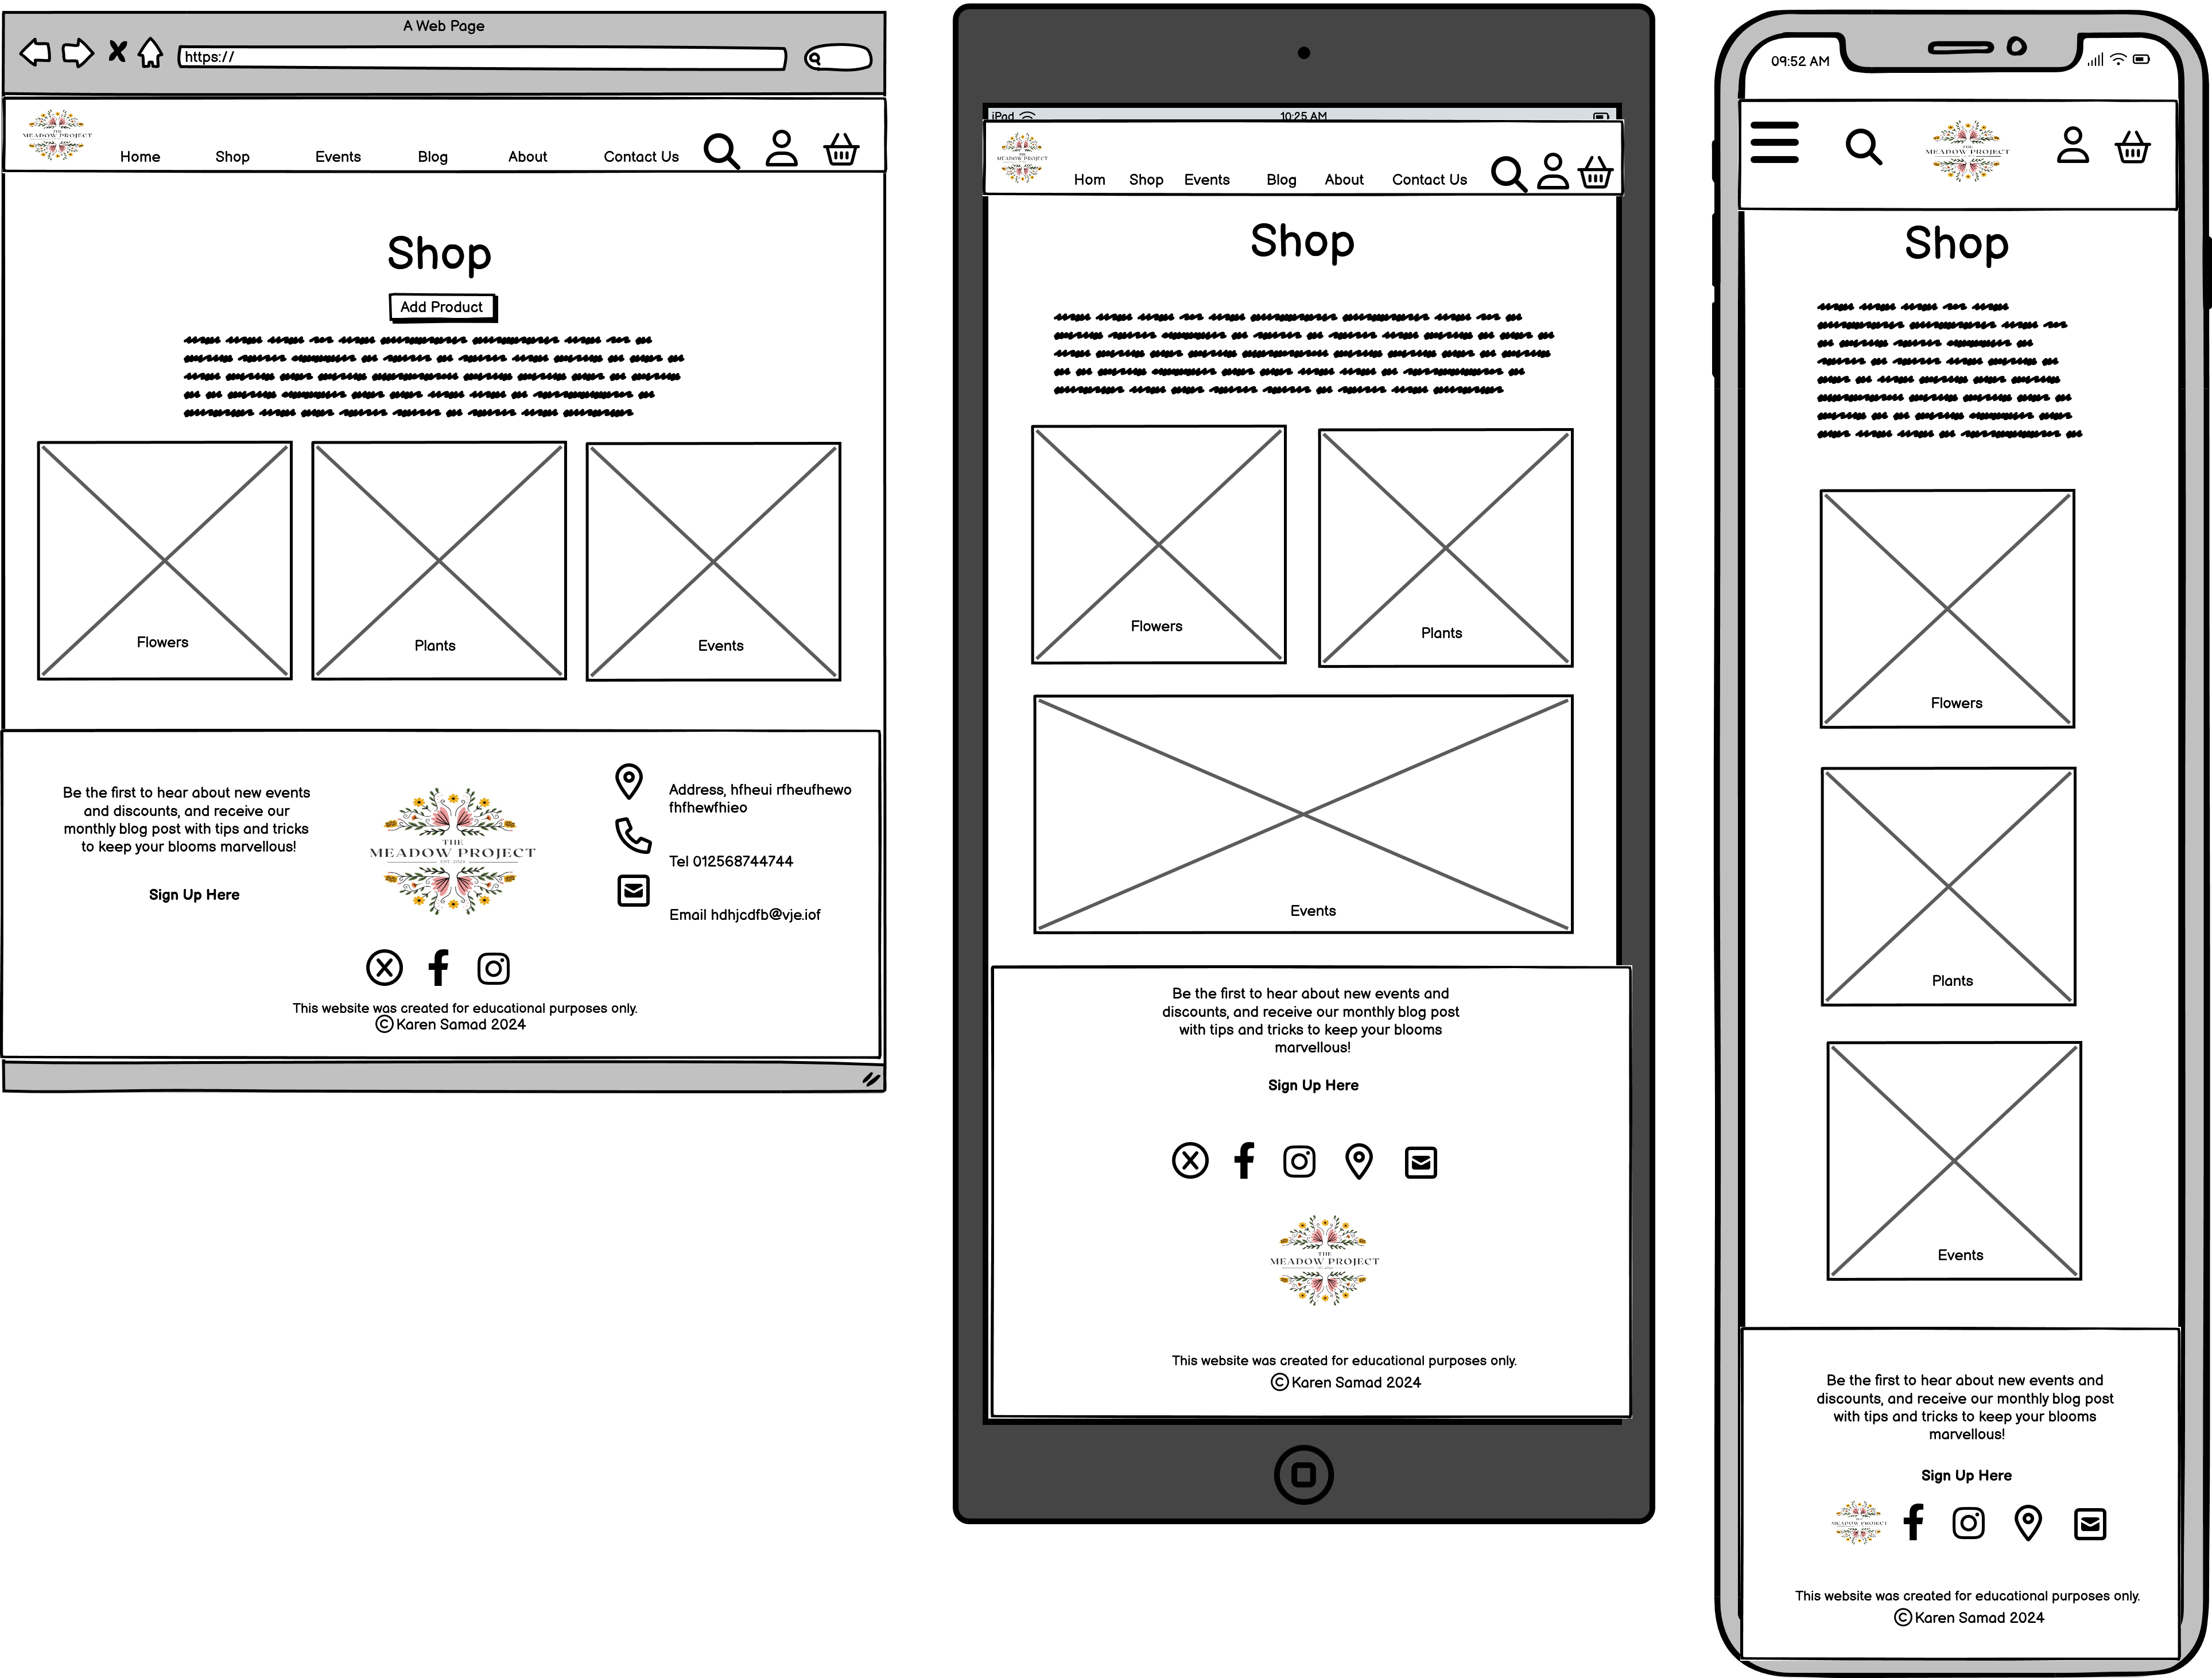 A Web Page
https://
THE
MEADOW PROJECT
Home Shop Events Blog About Contact Us
Shop
Add Product
Flowers
Plants
Events
Be the first to hear about new events
and discounts, and receive our
monthly blog post with tips and tricks
to keep your blooms marvellous!
Sign Up Here
THE
MEADOW PROJECT
EST. 2024
Address, hfheui rfheufhewo
fhfhewfhieo
Tel 012568744744
Email hdhjcdfb@vje.iof
This website was created for educational purposes only.
© Karen Samad 2024
iPad
10:25 AM
THE
MEADOW PROJECT
Hom Shop Events Blog About Contact Us
Shop
Flowers
Plants
Events
Be the first to hear about new events and
discounts, and receive our monthly blog post
with tips and tricks to keep your blooms
marvellous!
Sign Up Here
THE
MEADOW PROJECT
This website was created for educational purposes only.
© Karen Samad 2024
09:52 AM
THE
MEADOW PROJECT
Shop
Flowers
Plants
Events
Be the first to hear about new events and
discounts, and receive our monthly blog post
with tips and tricks to keep your blooms
marvellous!
Sign Up Here
MEADOW PROJECT
This website was created for educational purposes only.
© Karen Samad 2024